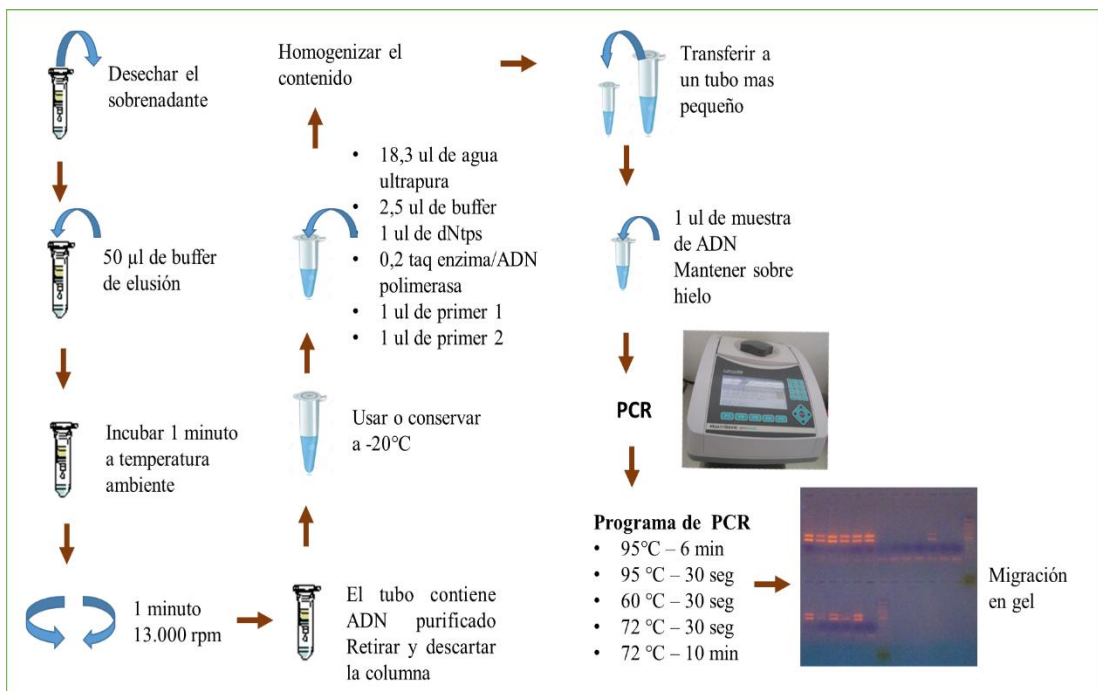 Desechar el
sobrenadante
50 µl de buffer
de elusión
Incubar 1 minuto
a temperatura
ambiente
1 minuto
13.000 rpm
El tubo contiene
ADN purificado
Retirar y descartar
la columna
Usar o conservar
a -20°C
• 18,3 ul de agua
ultrapura
• 2,5 ul de buffer
• 1 ul de dNtps
• 0,2 taq enzima/ADN
polimerasa
• 1 ul de primer 1
• 1 ul de primer 2
Homogenizar el
contenido
Transferir a
un tubo mas
pequeño
1 ul de muestra
de ADN
Mantener sobre
hielo
PCR
Programa de PCR
• 95°C – 6 min
• 95 °C – 30 seg
• 60 °C – 30 seg
• 72 °C – 30 seg
• 72 °C – 10 min
Migración
en gel